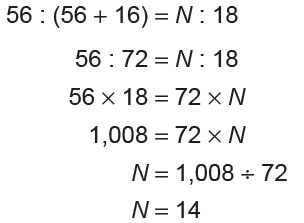 56 : (56 + 16) = N : 18
56 : 72 = N : 18
56 × 18 = 72 × N
1,008 = 72 × N
N = 1,008 ÷ 72
N = 14